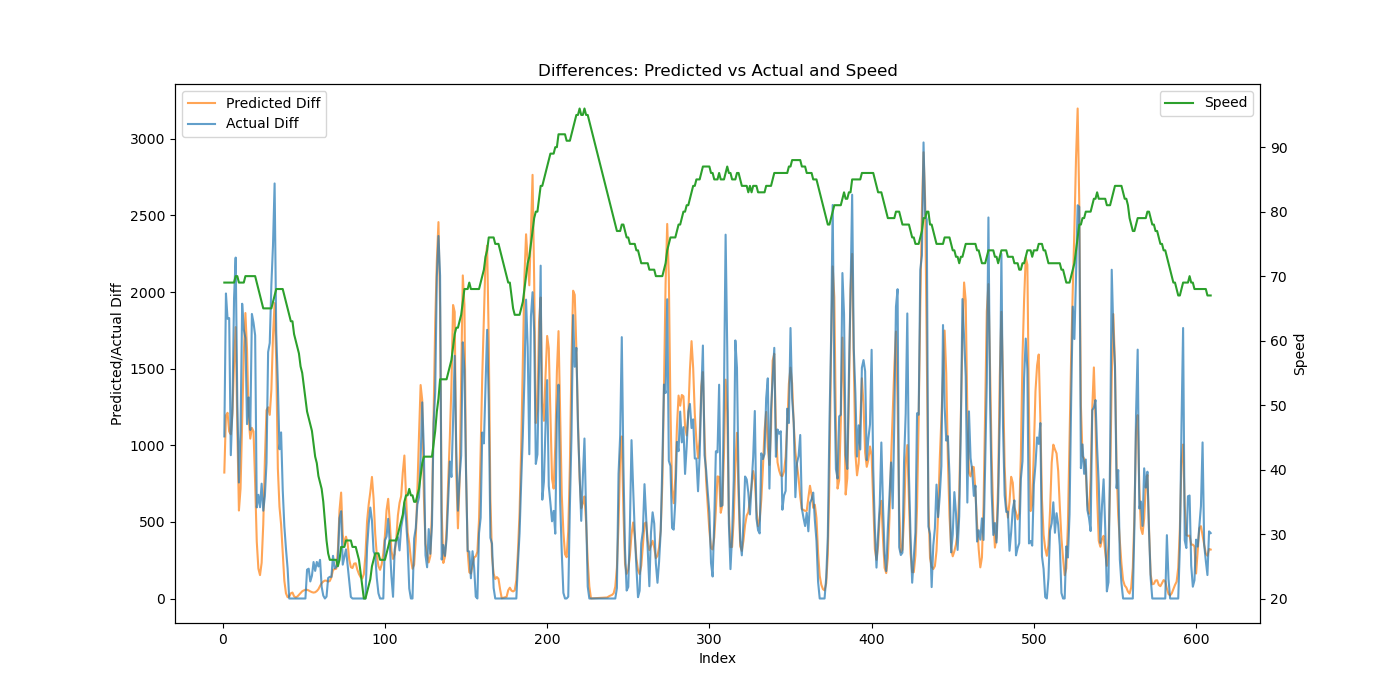 Differences: Predicted vs Actual and Speed
Predicted Diff
Actual Diff
Speed
3000
2500
2000
1500
1000
500
0
Predicted/Actual Diff
90
80
70
60
50
40
30
20
Speed
0 100 200 300 400 500 600
Index